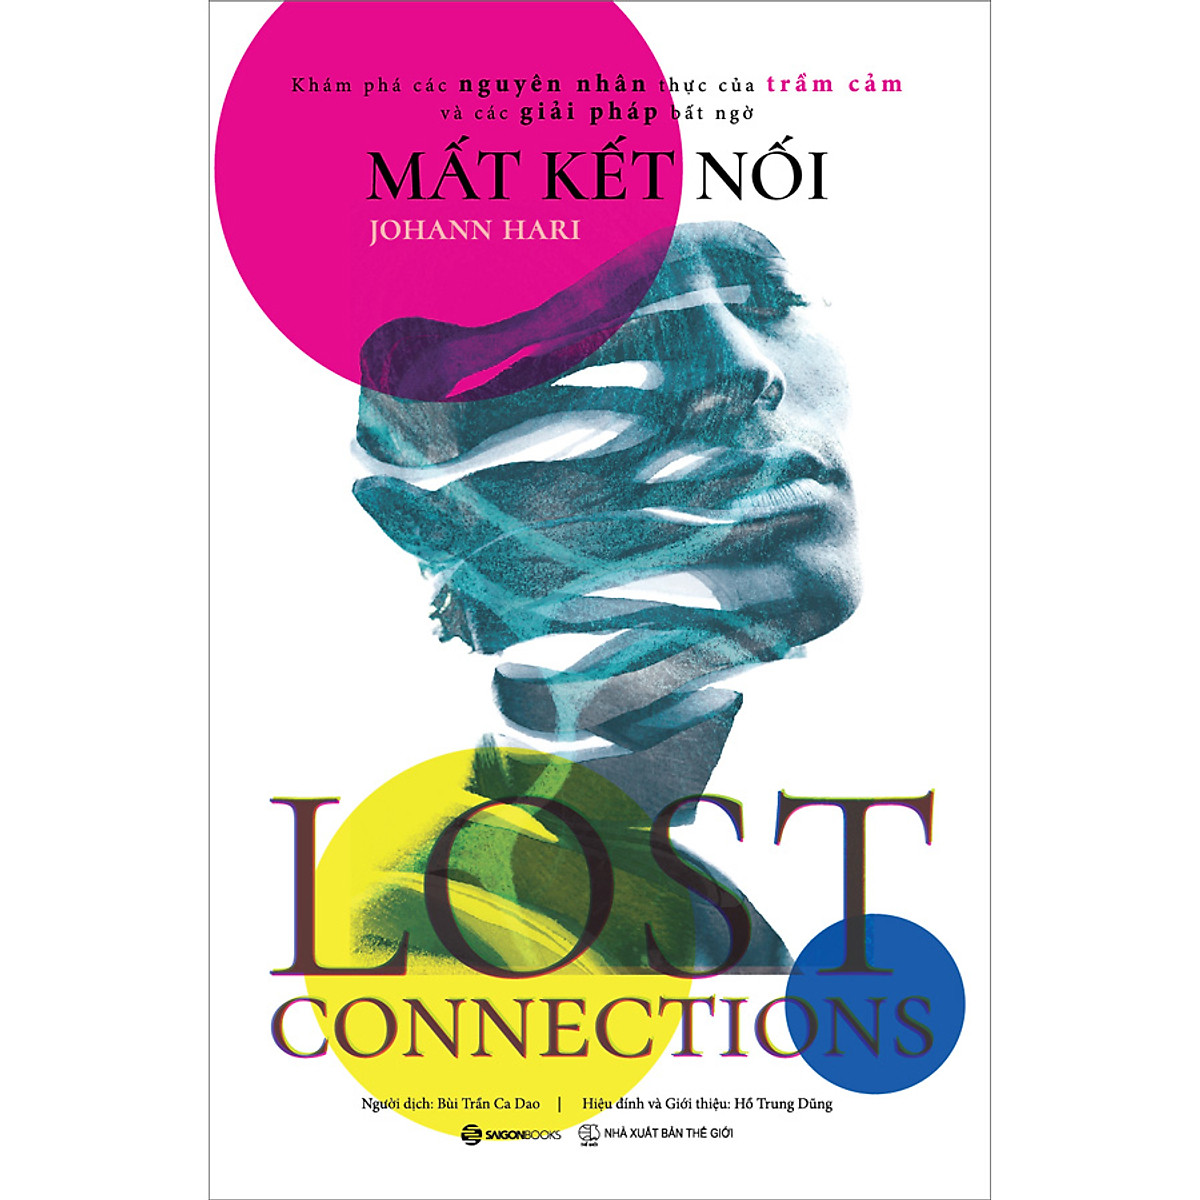 Khám phá các nguyên nhân thực của trầm cảm
và các giải pháp bất ngờ
MẤT KẾT NỐI
JOHANN HARI
LOST
CONNECTIONS
Người dịch: Bùi Trần Ca Dao | Hiệu đính và Giới thiệu: Hồ Trung Dũng
SAIGONBOOKS THẾ GIỚI NHÀ XUẤT BẢN THẾ GIỚI